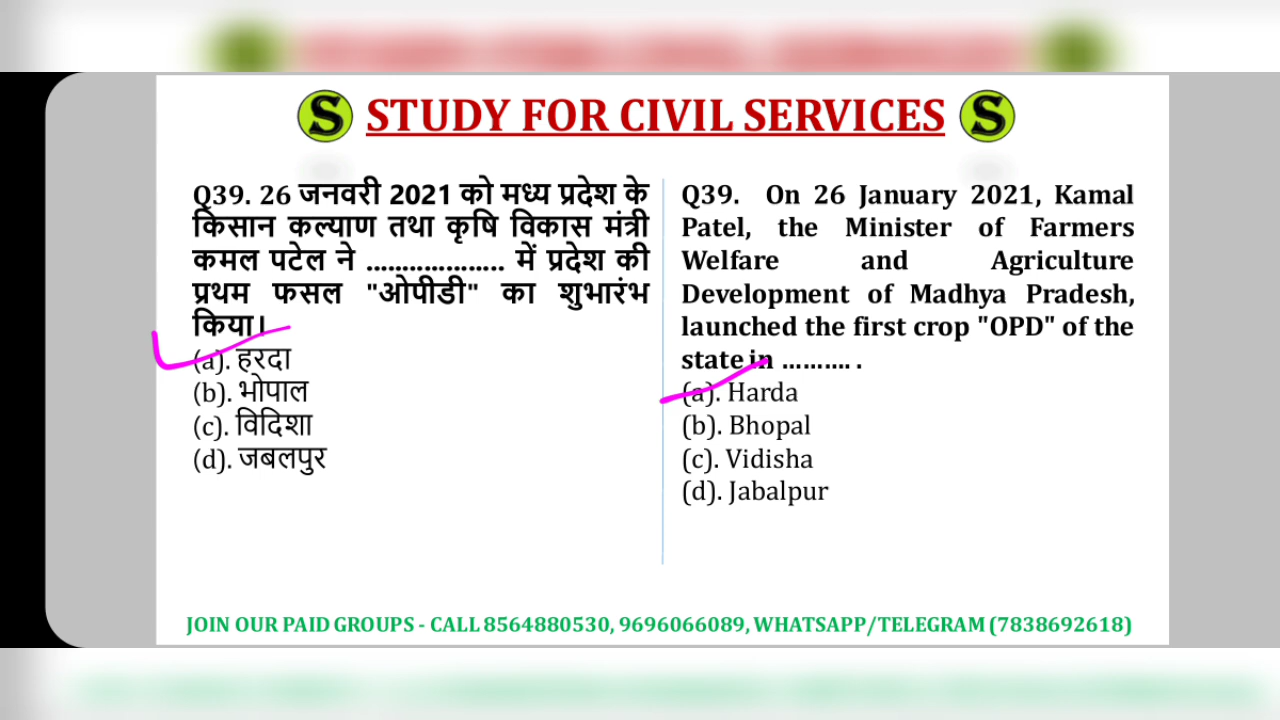 S STUDY FOR CIVIL SERVICES S
Q39. 26 जनवरी 2021 को मध्य प्रदेश के
किसान कल्याण तथा कृषि विकास मंत्री
कमल पटेल ने ................... में प्रदेश की
प्रथम फसल "ओपीडी" का शुभारंभ
किया।
(a). हरदा
(b). भोपाल
(c). विदिशा
(d). जबलपुर
Q39. On 26 January 2021, Kamal
Patel, the Minister of Farmers
Welfare and Agriculture
Development of Madhya Pradesh,
launched the first crop "OPD" of the
state in .......... .
(a). Harda
(b). Bhopal
(c). Vidisha
(d). Jabalpur
JOIN OUR PAID GROUPS - CALL 8564880530, 9696066089, WHATSAPP/TELEGRAM (7838692618)